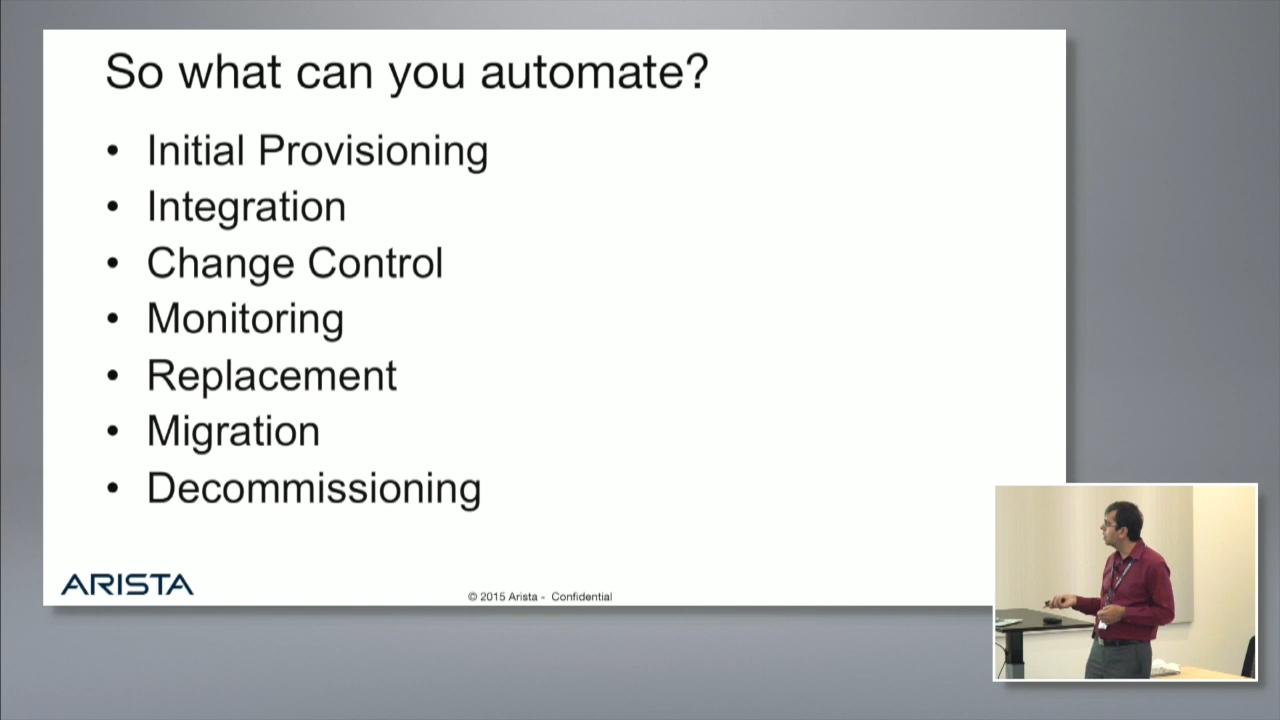 So what can you automate?
• Initial Provisioning
• Integration
• Change Control
• Monitoring
• Replacement
• Migration
• Decommissioning
ARISTA
© 2015 Arista - Confidential